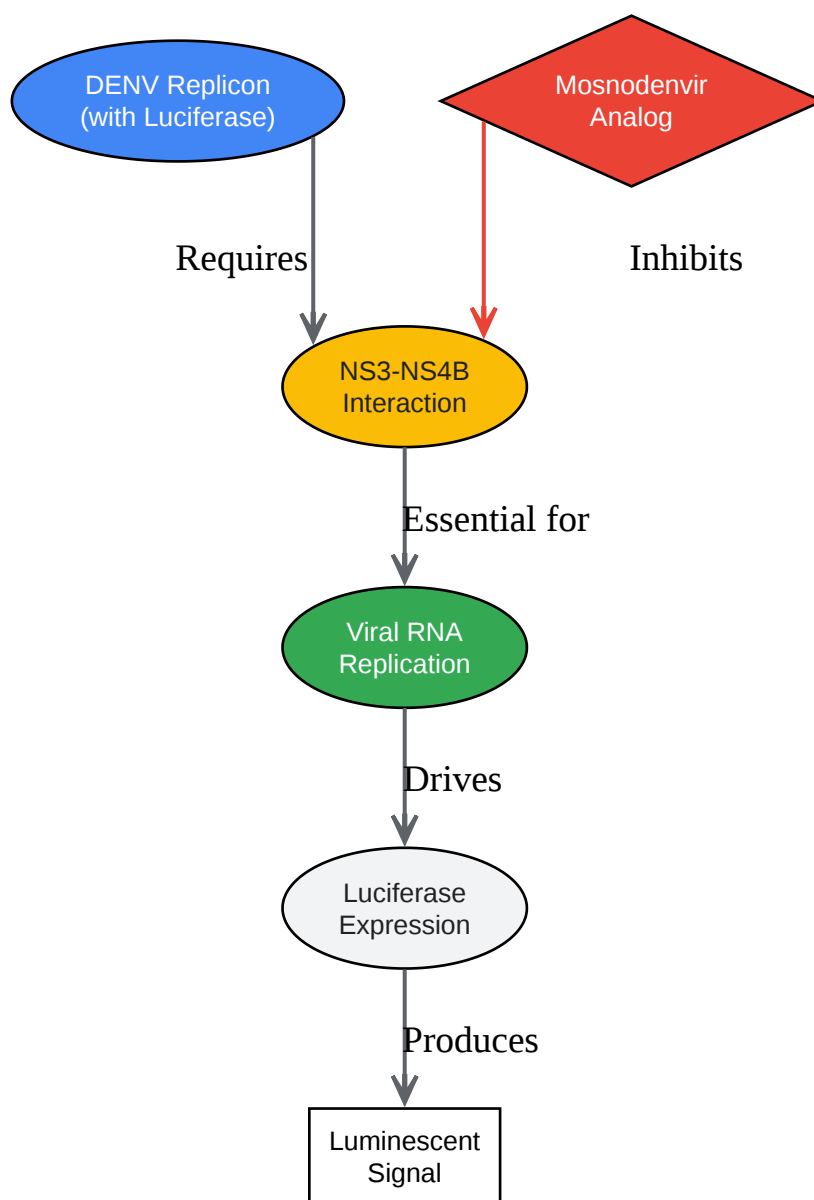 DENV Replicon
(with Luciferase)
Mosnodenvir
Analog
Requires
Inhibits
NS3-NS4B
Interaction
Essential for
Viral RNA
Replication
Drives
Luciferase
Expression
Produces
Luminescent
Signal